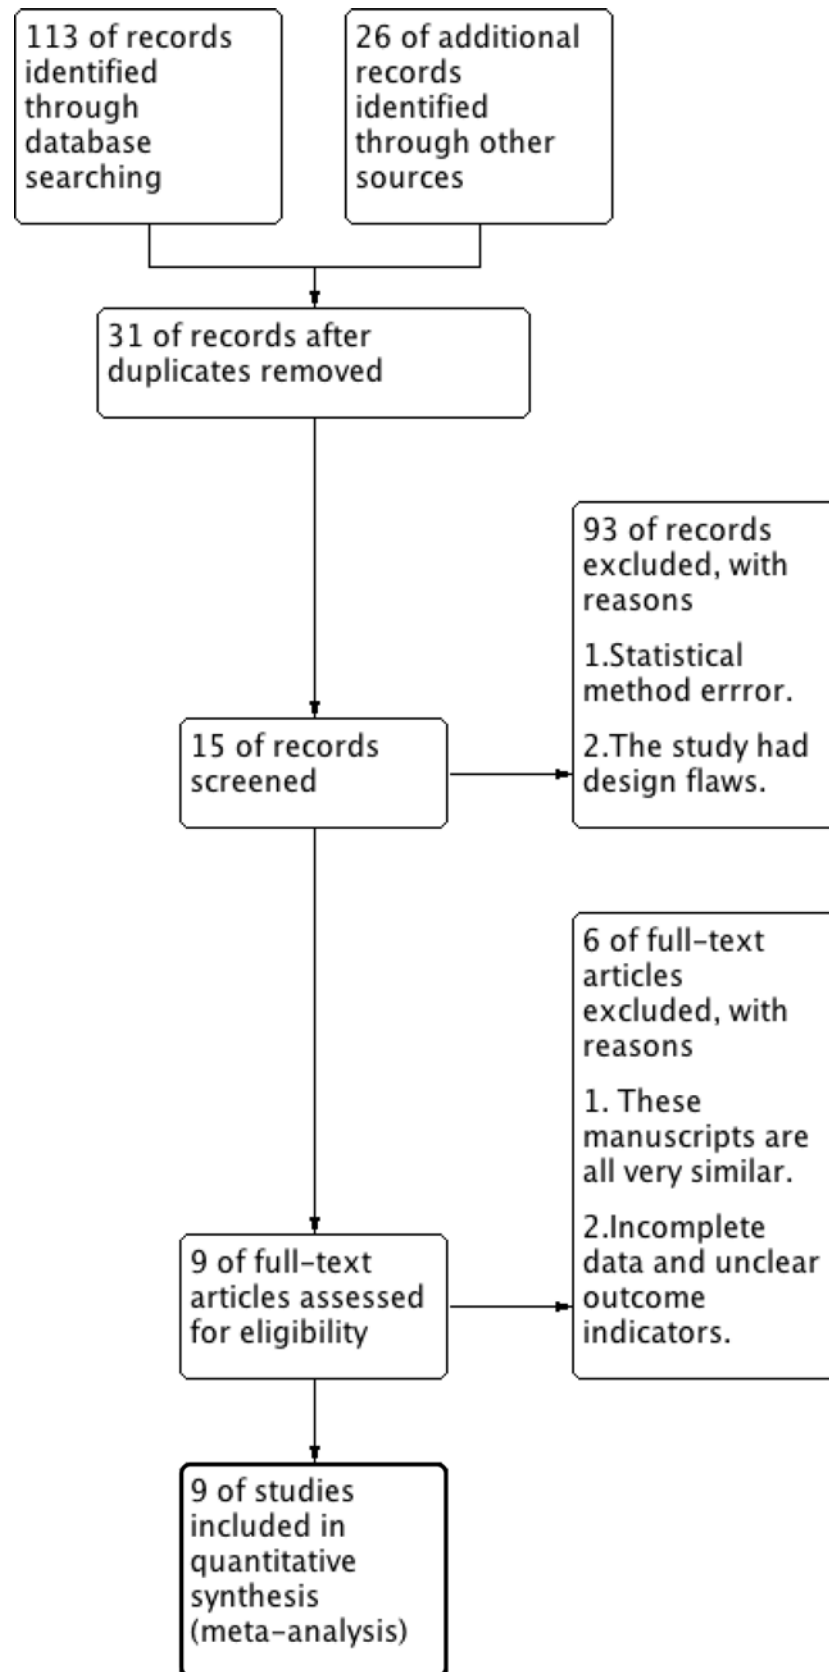 113 of records
identified
through
database
searching
26 of additional
records
identified
through other
sources
31 of records after
duplicates removed
93 of records
excluded, with
reasons
1.Statistical
method errror.
2.The study had
design flaws.
15 of records
screened
6 of full-text
articles
excluded, with
reasons
1. These
manuscripts are
all very similar.
2.Incomplete
data and unclear
outcome
indicators.
9 of full-text
articles assessed
for eligibility
9 of studies
included in
quantitative
synthesis
(meta-analysis)